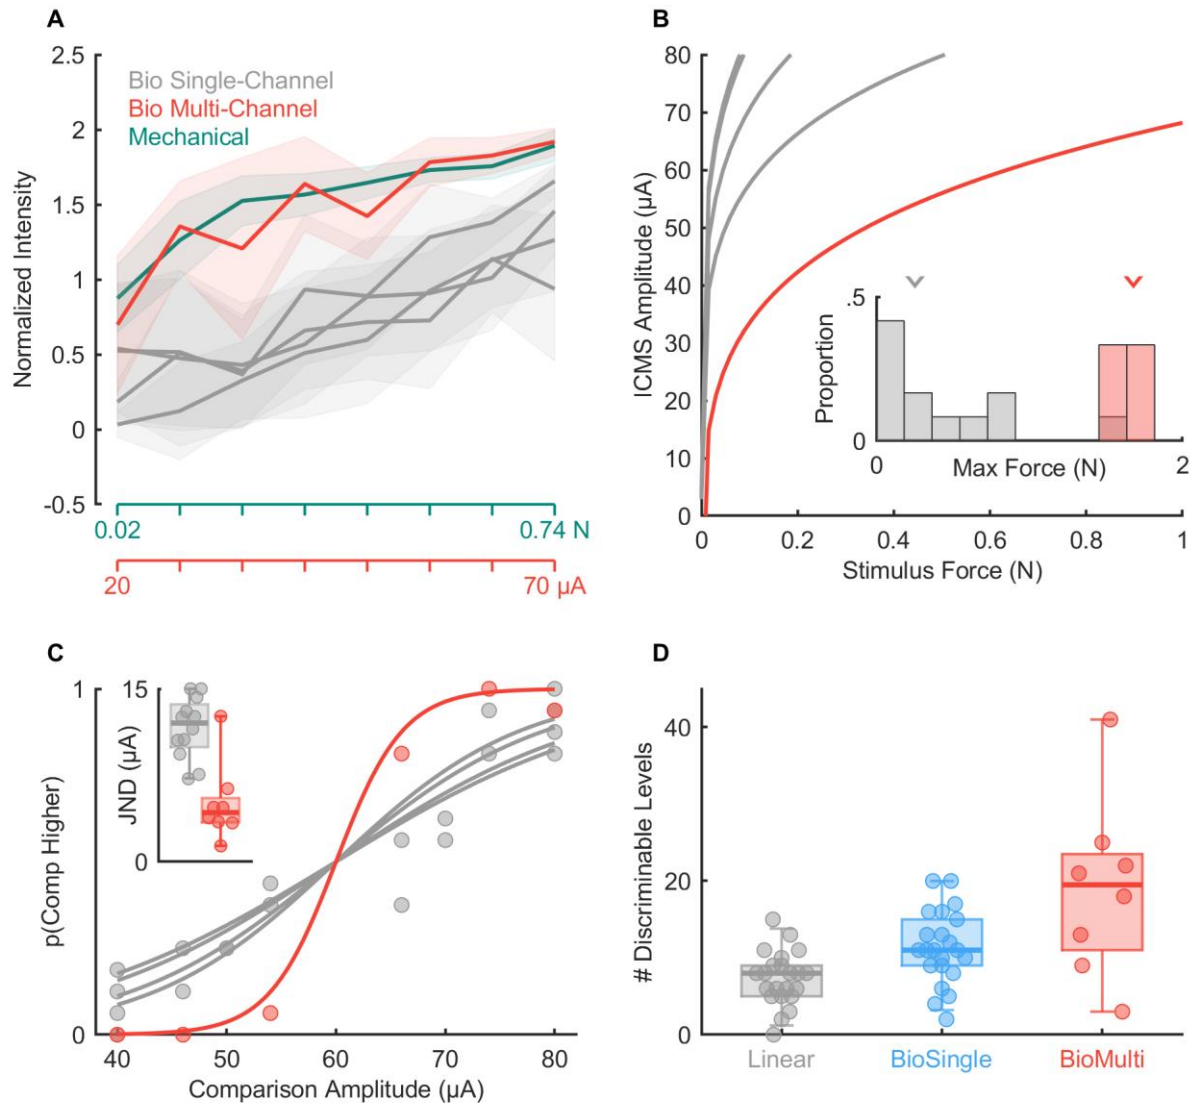 A
2.5
2
1.5
1
0.5
0
-0.5
Normalized Intensity
Bio Single-Channel
Bio Multi-Channel
Mechanical
0.02
0.74 N
20
70 µA
B
80
70
60
50
40
30
20
10
0
ICMS Amplitude (µA)
0
0.2
0.4
0.6
0.8
1
Stimulus Force (N)
.5
0
Proportion
0
2
Max Force (N)
C
1
0
p(Comp Higher)
15
0
JND (µA)
40
50
60
70
80
Comparison Amplitude (µA)
D
40
20
0
# Discriminable Levels
Linear
BioSingle
BioMulti